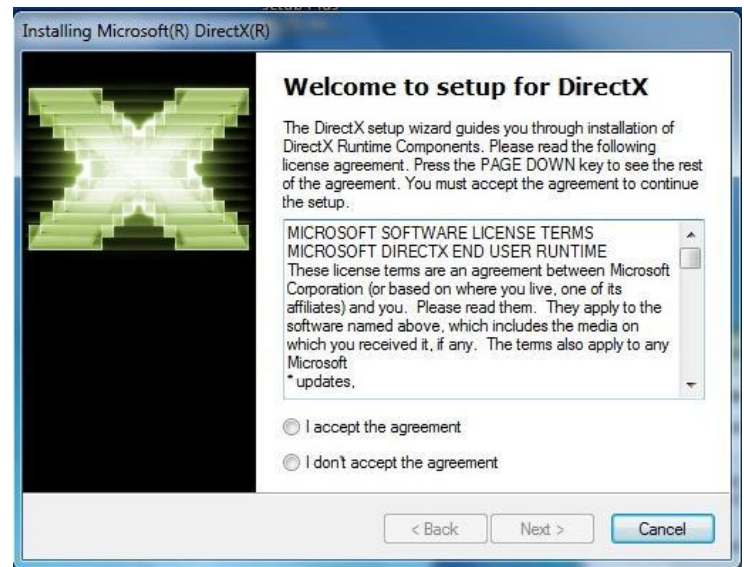 Installing Microsoft(R) DirectX(R)
Welcome to setup for DirectX
The DirectX setup wizard guides you through installation of
DirectX Runtime Components. Please read the following
license agreement. Press the PAGE DOWN key to see the rest
of the agreement. You must accept the agreement to continue
the setup.
MICROSOFT SOFTWARE LICENSE TERMS
MICROSOFT DIRECTX END USER RUNTIME
These license terms are an agreement between Microsoft
Corporation (or based on where you live, one of its
affiliates) and you. Please read them. They apply to the
software named above, which includes the media on
which you received it, if any. The terms also apply to any
Microsoft
* updates,
I accept the agreement
I don't accept the agreement
< Back Next > Cancel